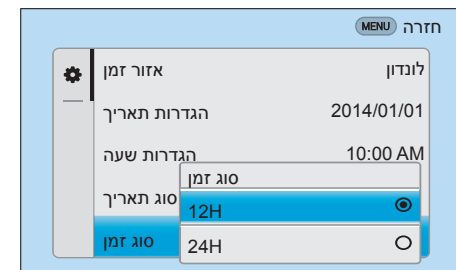 חזרה MENU
אזור זמן לונדון
הגדרות תאריך 2014/01/01
הגדרות שעה 10:00 AM
סוג זמן
סוג תאריך 12H
סוג זמן 24H